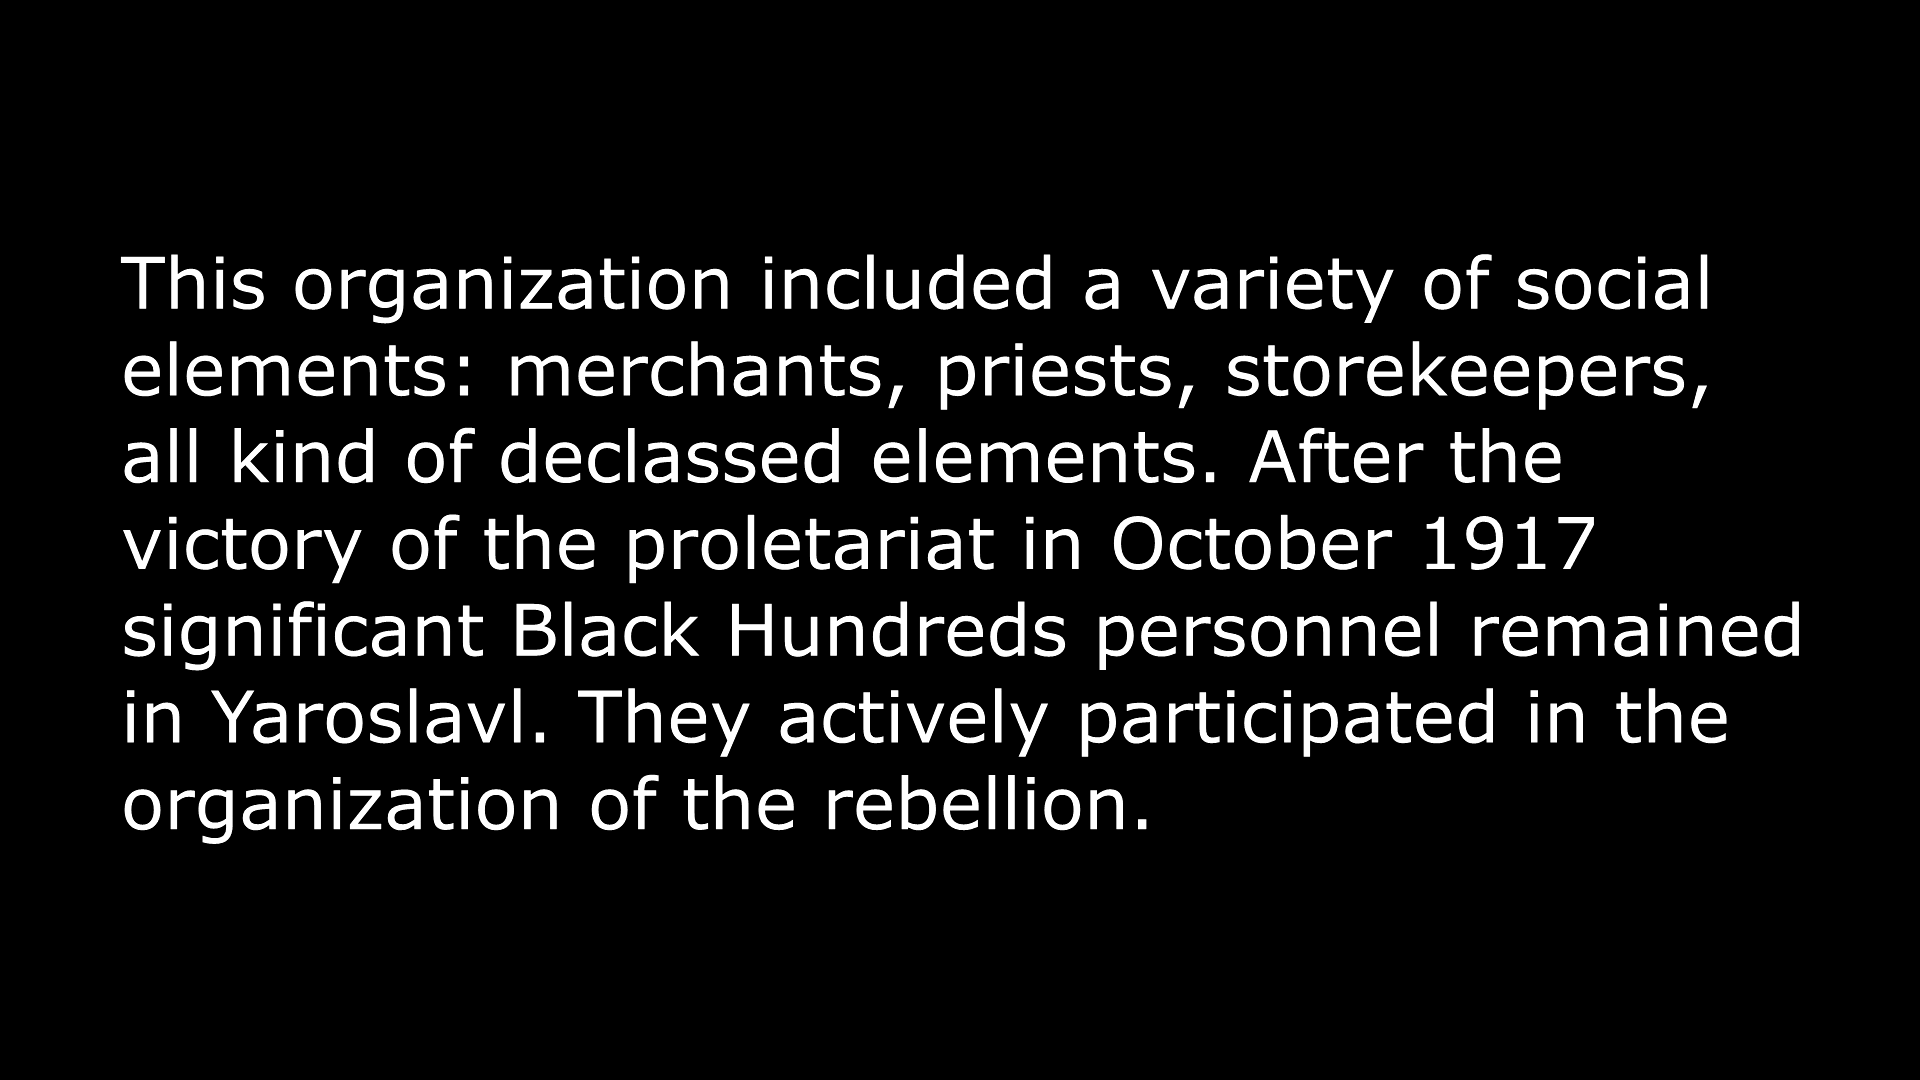 This organization included a variety of social
elements: merchants, priests, storekeepers,
all kind of declassed elements. After the
victory of the proletariat in October 1917
significant Black Hundreds personnel remained
in Yaroslavl. They actively participated in the
organization of the rebellion.